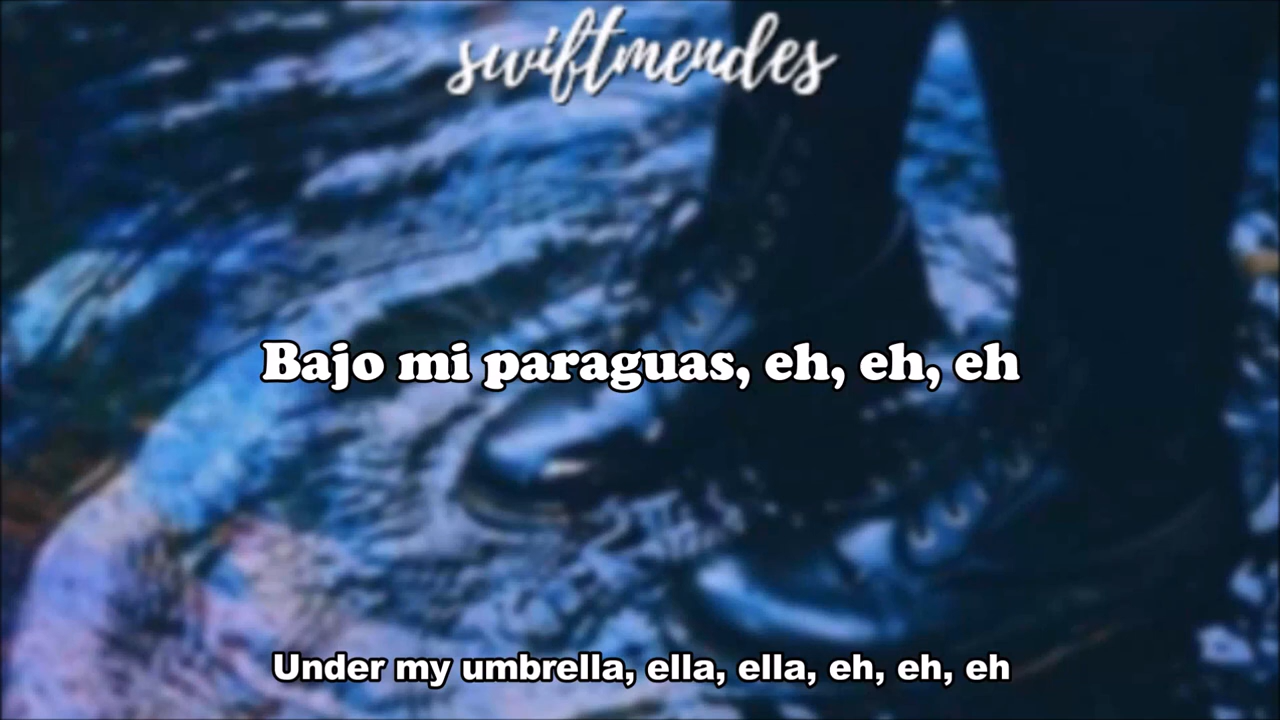 swiftmendes
Bajo mi paraguas, eh, eh, eh
Under my umbrella, ella, ella, eh, eh, eh